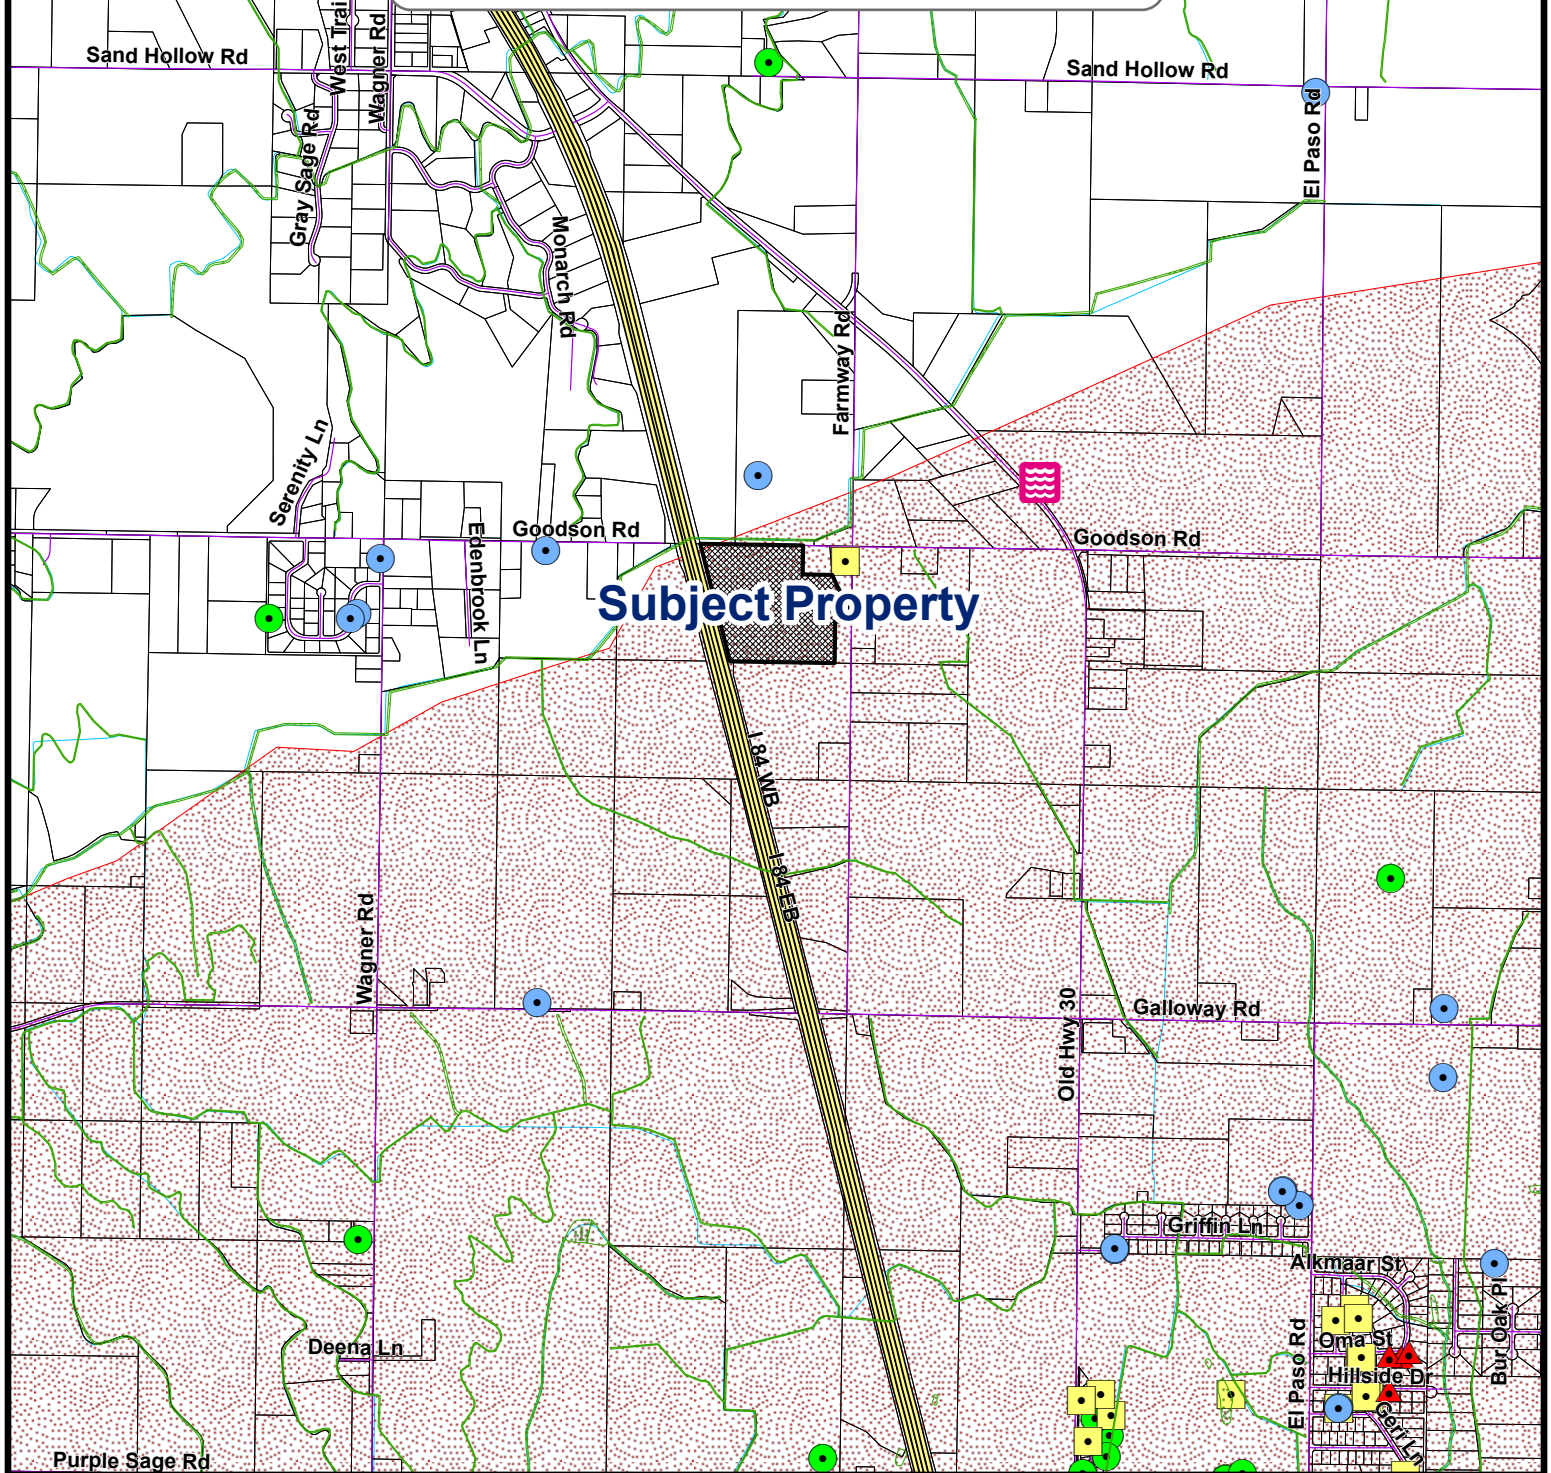 Sand Hollow Rd
West Trai
Wagner Rd
Sand Hollow Rd
El Paso Rd
Gray Sage Rd
Monarch Rd
Farmway Rd
Serenity Ln
Edenbrook Ln
Goodson Rd
Goodson Rd
Subject Property
I 84 WB
I 84 EB
Wagner Rd
Old Hwy 30
Galloway Rd
Griffin Ln
Alkmaar St
Bur Oak Pl
Oma St
El Paso Rd
Deena Ln
Hillside Dr
Geri Ln
Purple Sage Rd